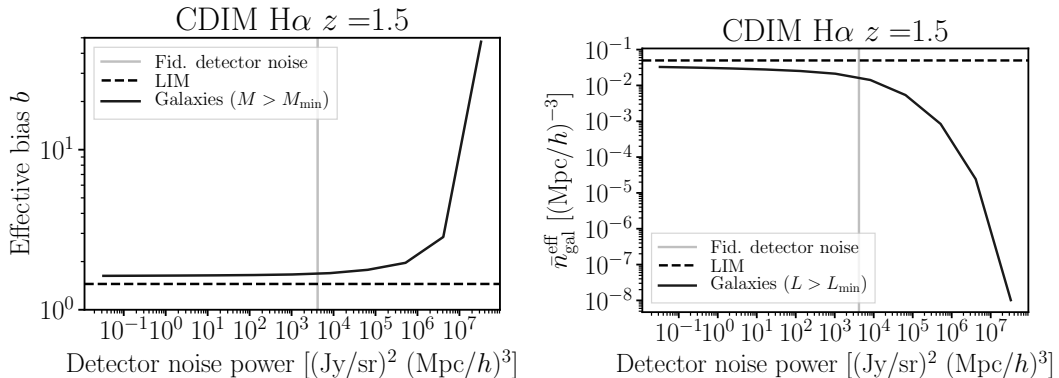 CDIM Hα z =1.5
Effective bias b
10^1
10^0
Fid. detector noise
LIM
Galaxies (M > M_min)
10^−1 10^0 10^1 10^2 10^3 10^4 10^5 10^6 10^7
Detector noise power [(Jy/sr)^2 (Mpc/h)^3]
CDIM Hα z =1.5
n̄_gal^eff [(Mpc/h)^−3]
10^−1
10^−2
10^−3
10^−4
10^−5
10^−6
10^−7
10^−8
Fid. detector noise
LIM
Galaxies (L > L_min)
10^−1 10^0 10^1 10^2 10^3 10^4 10^5 10^6 10^7
Detector noise power [(Jy/sr)^2 (Mpc/h)^3]